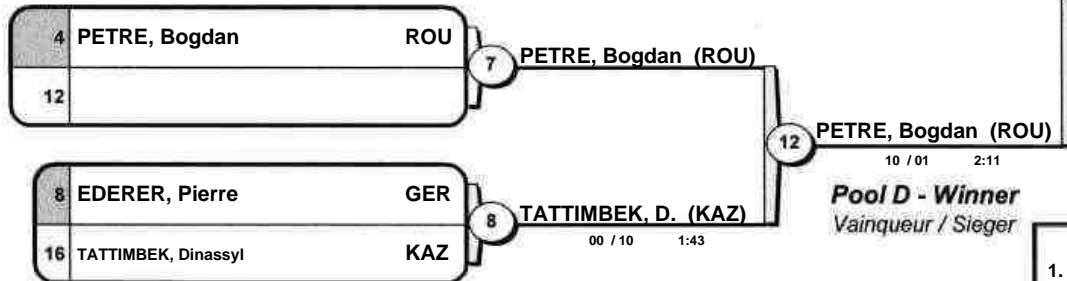 4 PETRE, Bogdan ROU
7 PETRE, Bogdan (ROU)
12
12 PETRE, Bogdan (ROU)
10 / 01 2:11
8 EDERER, Pierre GER
Pool D - Winner
8 TATTIMBEK, D. (KAZ)
Vainqueur / Sieger
00 / 10 1:43
16 TATTIMBEK, Dinassyl KAZ
1.